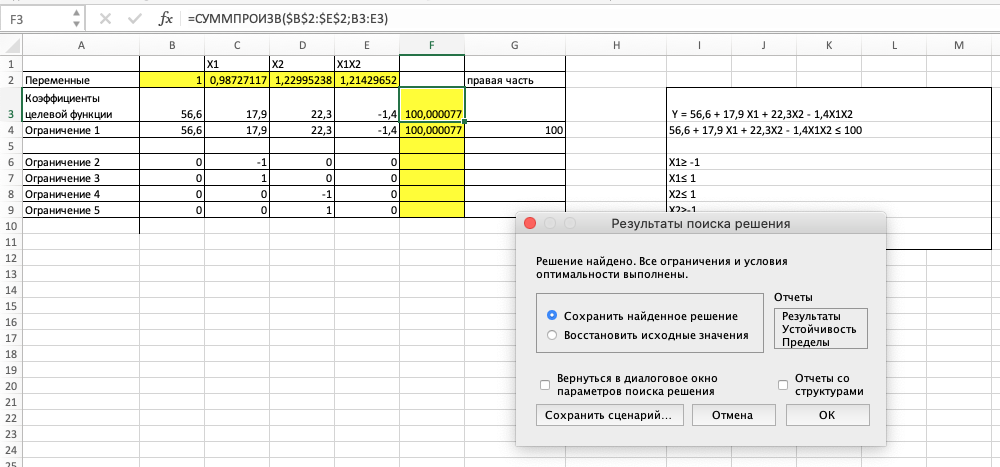 F3 fx =СУММПРОИЗВ($B$2:$E$2;B3:E3)
A B C D E F G H I J K L M
1 X1 X2 X1X2
2 Переменные 1 0,98727117 1,22995238 1,21429652 правая часть
Коэффициенты
3 целевой функции 56,6 17,9 22,3 -1,4 100,000077 Y = 56,6 + 17,9 X1 + 22,3X2 - 1,4X1X2
4 Ограничение 1 56,6 17,9 22,3 -1,4 100,000077 100 56,6 + 17,9 X1 + 22,3X2 - 1,4X1X2 ≤ 100
5
6 Ограничение 2 0 -1 0 0 X1≥ -1
7 Ограничение 3 0 1 0 0 X1≤ 1
8 Ограничение 4 0 0 -1 0 X2≤ 1
9 Ограничение 5 0 0 1 0 X2≥-1
10
11
12
13
14
15
16
17
18
19
20
21
22
23
24
25
Результаты поиска решения
Решение найдено. Все ограничения и условия
оптимальности выполнены.
Сохранить найденное решение
Восстановить исходные значения
Отчеты
Результаты
Устойчивость
Пределы
Вернуться в диалоговое окно
параметров поиска решения
Отчеты со
структурами
Сохранить сценарий... Отмена ОК